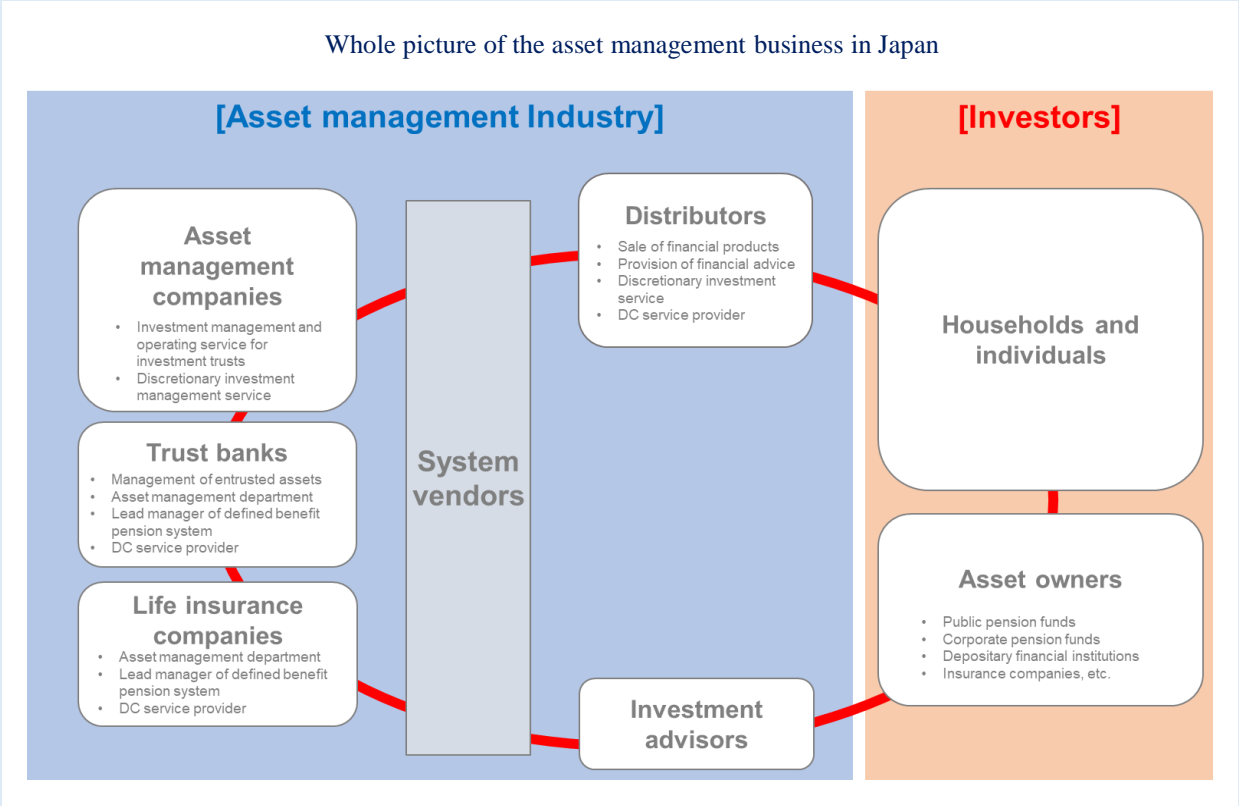 Whole picture of the asset management business in Japan
[Asset management Industry]
Asset
management
companies
• Investment management and
operating service for
investment trusts
• Discretionary investment
management service
Trust banks
• Management of entrusted assets
• Asset management department
• Lead manager of defined benefit
pension system
• DC service provider
Life insurance
companies
• Asset management department
• Lead manager of defined benefit
pension system
• DC service provider
System
vendors
Distributors
• Sale of financial products
• Provision of financial advice
• Discretionary investment
service
• DC service provider
Investment
advisors
[Investors]
Households and
individuals
Asset owners
• Public pension funds
• Corporate pension funds
• Depositary financial institutions
• Insurance companies, etc.